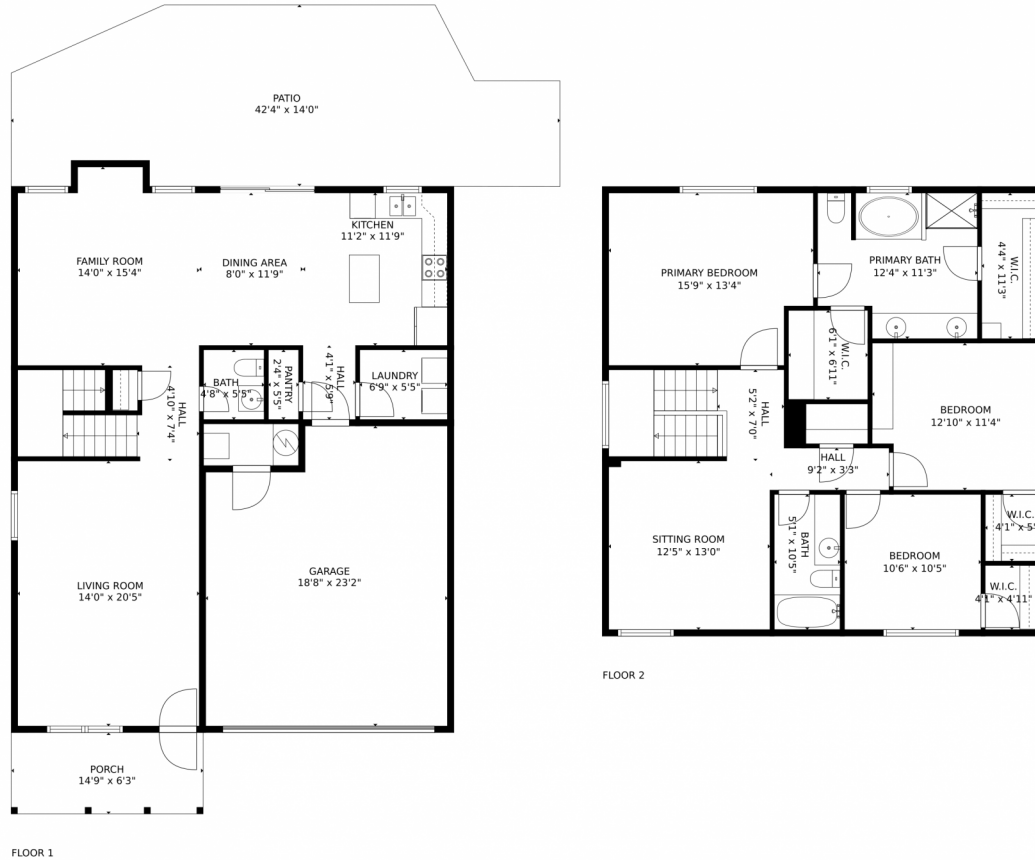 PATIO
42'4" x 14'0"
FAMILY ROOM
14'0" x 15'4"
DINING AREA
8'0" x 11'9"
KITCHEN
11'2" x 11'9"
BATH
4'8" x 5'5"
PANTRY
2'4" x 5'5"
HALL
4'1" x 5'9"
LAUNDRY
6'9" x 5'5"
HALL
4'10" x 7'4"
LIVING ROOM
14'0" x 20'5"
GARAGE
18'8" x 23'2"
PORCH
14'9" x 6'3"
FLOOR 1
PRIMARY BEDROOM
15'9" x 13'4"
PRIMARY BATH
12'4" x 11'3"
W.I.C.
4'4" x 11'3"
W.I.C.
6'1" x 6'11"
BEDROOM
12'10" x 11'4"
HALL
5'2" x 7'0"
HALL
9'2" x 3'3"
SITTING ROOM
12'5" x 13'0"
BATH
5'1" x 10'5"
BEDROOM
10'6" x 10'5"
W.I.C.
4'1" x 5'
W.I.C.
4'1" x 4'11"
FLOOR 2